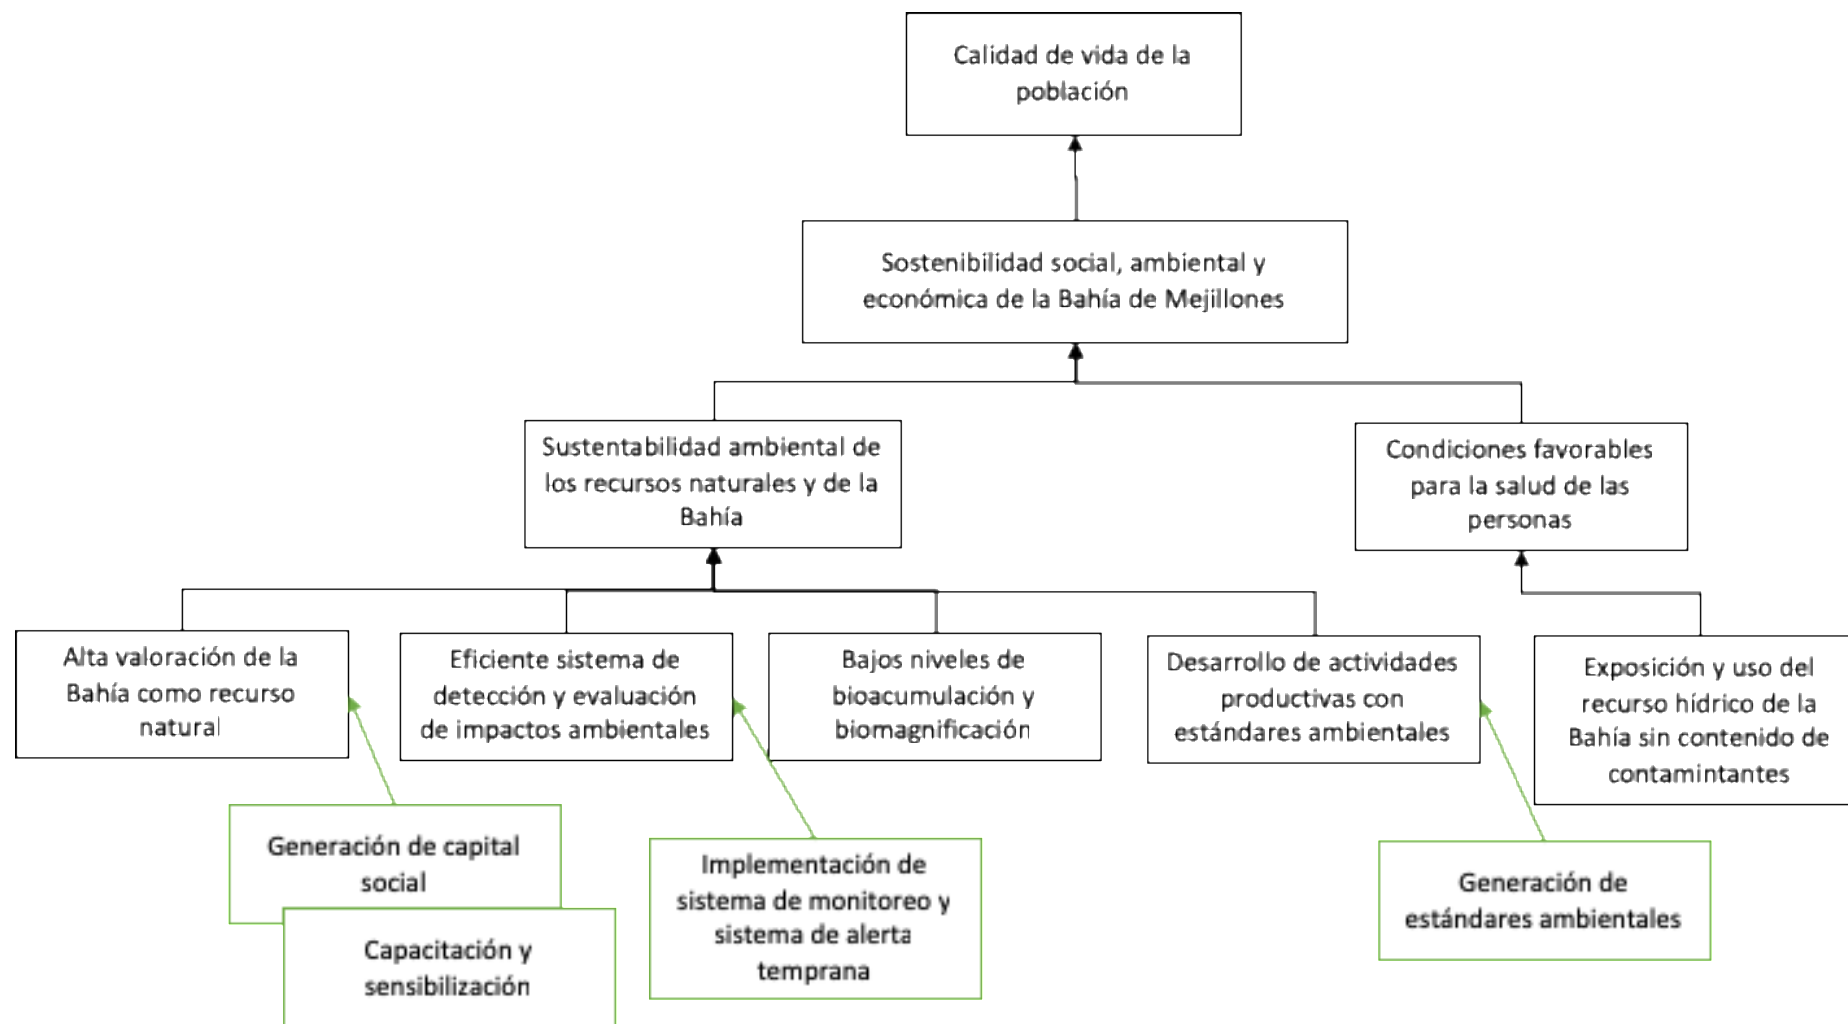 Calidad de vida de la
población
Sostenibilidad social, ambiental y
económica de la Bahía de Mejillones
Sustentabilidad ambiental de
los recursos naturales y de la
Bahía
Condiciones favorables
para la salud de las
personas
Alta valoración de la
Bahía como recurso
natural
Eficiente sistema de
detección y evaluación
de impactos ambientales
Bajos niveles de
bioacumulación y
biomagnificación
Desarrollo de actividades
productivas con
estándares ambientales
Exposición y uso del
recurso hídrico de la
Bahía sin contenido de
contamintantes
Generación de capital
social
Capacitación y
sensibilización
Implementación de
sistema de monitoreo y
sistema de alerta
temprana
Generación de
estándares ambientales